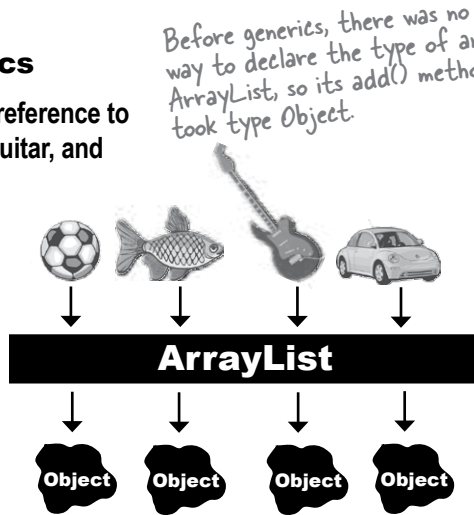 Before generics, there was no
way to declare the type of an
ArrayList, so its add()
took type Object.
cs
reference to
uitar, and
ArrayList
Object Object Object Object